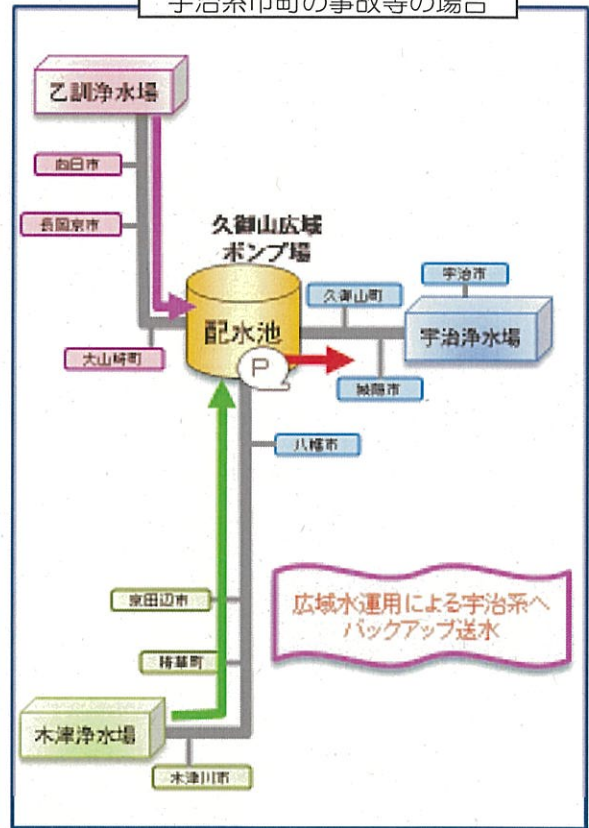 宇治系市町の事故等の場合
乙訓浄水場
向日市
長岡京市
久御山広域
ポンプ場
宇治市
久御山町
配水池
宇治浄水場
大山崎町
P
城陽市
八幡市
京田辺市
広域水運用による宇治系へ
バックアップ送水
精華町
木津浄水場
木津川市